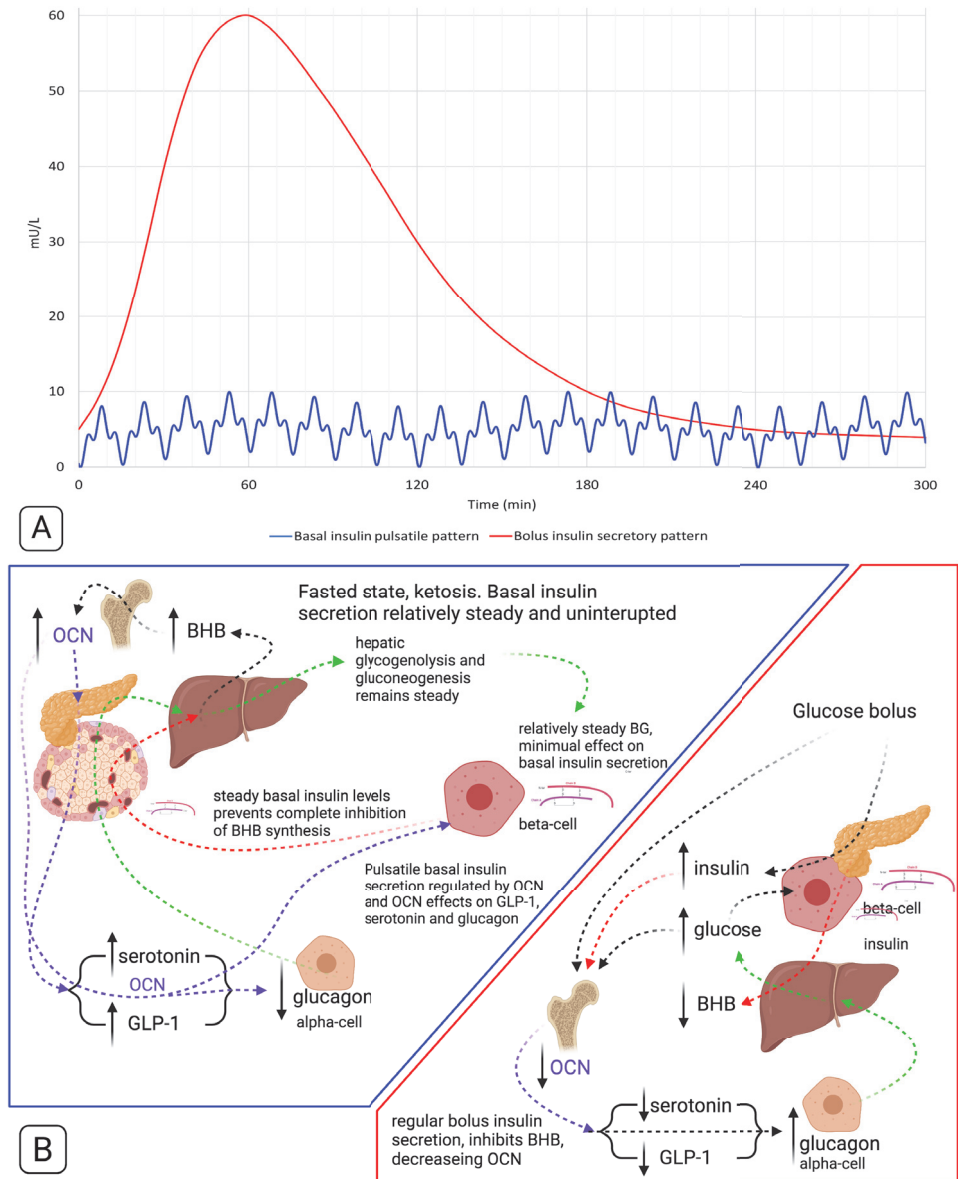 60
50
40
30
20
10
0
mU/L
0
60
120
180
240
300
Time (min)
Basal insulin pulsatile pattern
Bolus insulin secretory pattern
A
Fasted state, ketosis. Basal insulin
secretion relatively steady and uninterupted
OCN
BHB
hepatic
glycogenolysis and
gluconeogenesis
remains steady
relatively steady BG,
minimual effect on
basal insulin secretion
steady basal insulin levels
prevents complete inhibition
of BHB synthesis
beta-cell
Pulsatile basal insulin
secretion regulated by OCN
and OCN effects on GLP-1,
serotonin and glucagon
serotonin
OCN
GLP-1
glucagon
alpha-cell
B
Glucose bolus
insulin
beta-cell
insulin
glucose
BHB
OCN
regular bolus insulin
secretion, inhibits BHB,
decreaseing OCN
serotonin
GLP-1
glucagon
alpha-cell